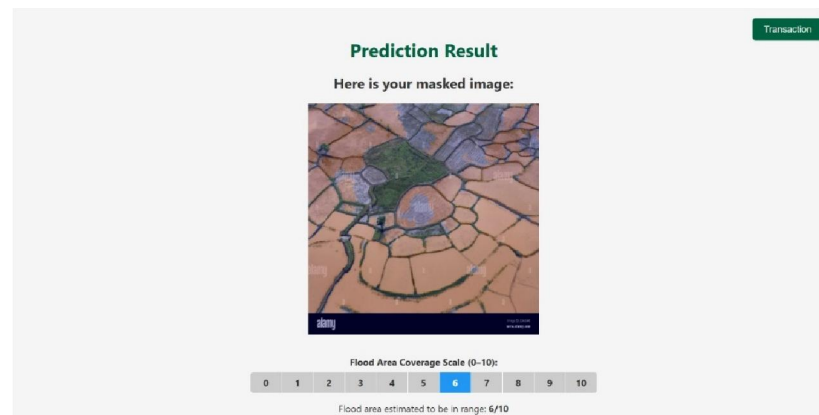 Transaction
Prediction Result
Here is your masked image:
alamy
alamy
Flood Area Coverage Scale (0–10):
0 1 2 3 4 5 6 7 8 9 10
Flood area estimated to be in range: 6/10